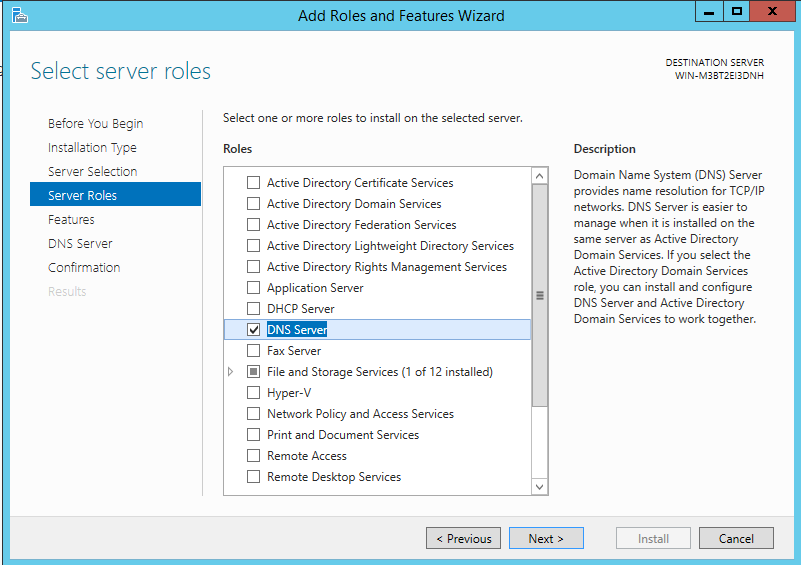 Add Roles and Features Wizard
Select server roles
DESTINATION SERVER
WIN-M3BT2EI3DNH
Before You Begin
Installation Type
Server Selection
Server Roles
Features
DNS Server
Confirmation
Results
Select one or more roles to install on the selected server.
Roles
Active Directory Certificate Services
Active Directory Domain Services
Active Directory Federation Services
Active Directory Lightweight Directory Services
Active Directory Rights Management Services
Application Server
DHCP Server
DNS Server
Fax Server
File and Storage Services (1 of 12 installed)
Hyper-V
Network Policy and Access Services
Print and Document Services
Remote Access
Remote Desktop Services
Description
Domain Name System (DNS) Server
provides name resolution for TCP/IP
networks. DNS Server is easier to
manage when it is installed on the
same server as Active Directory
Domain Services. If you select the
Active Directory Domain Services
role, you can install and configure
DNS Server and Active Directory
Domain Services to work together.
< Previous
Next >
Install
Cancel